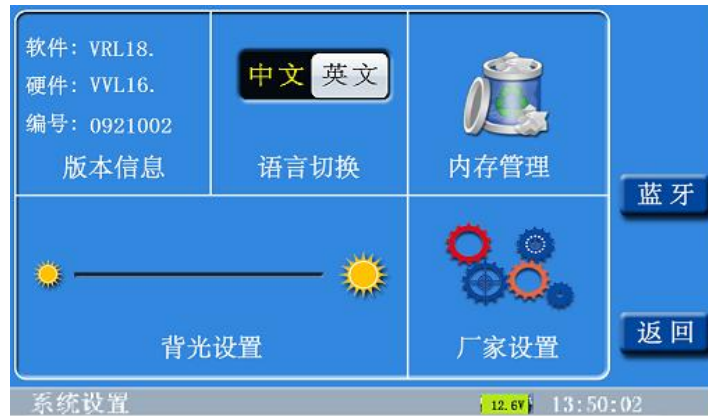 软件: VRL18.
硬件: VVL16.
编号: 0921002
版本信息
中文 英文
语言切换
内存管理
蓝牙
背光设置
厂家设置
返回
系统设置 12.6V 13:50:02